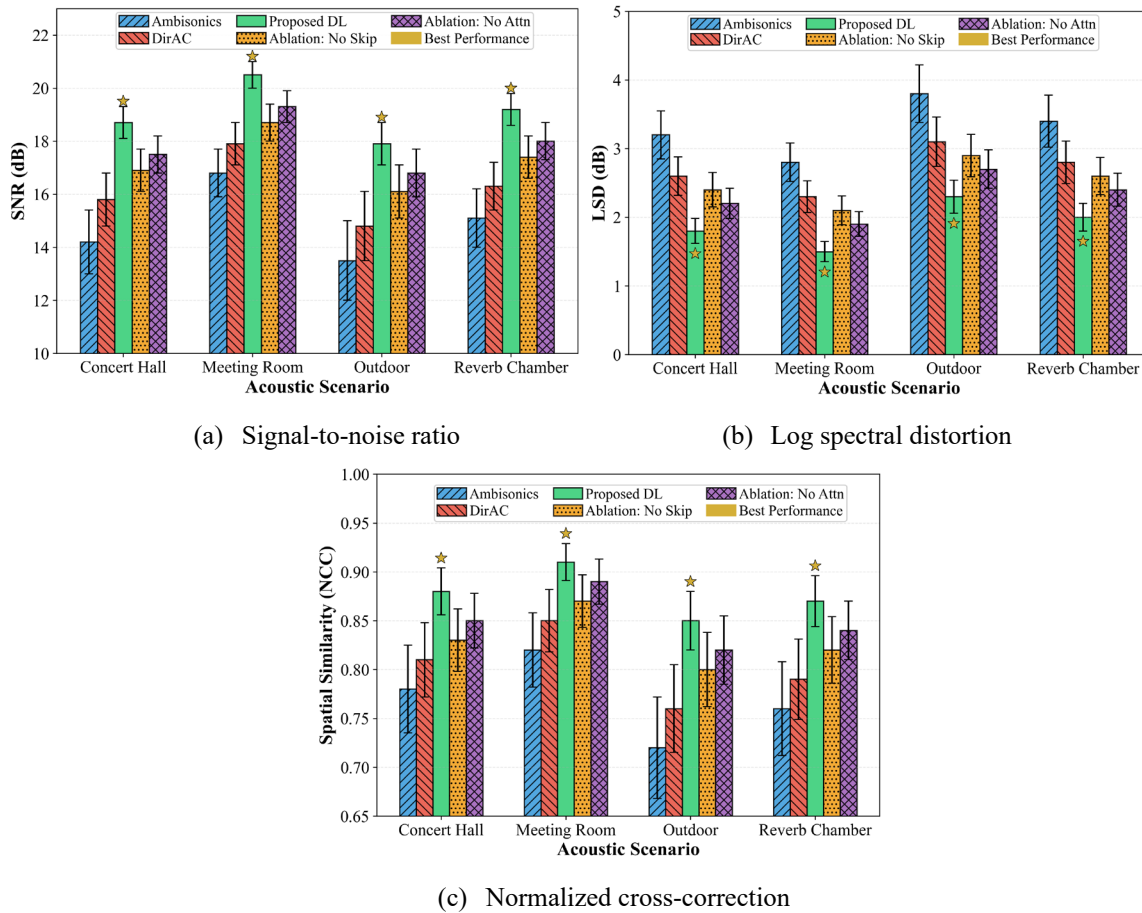 Ambisonics
DirAC
Proposed DL
Ablation: No Skip
Ablation: No Attn
Best Performance
22
20
18
16
14
12
10
SNR (dB)
Concert Hall
Meeting Room
Outdoor
Reverb Chamber
Acoustic Scenario
(a) Signal-to-noise ratio
Ambisonics
DirAC
Proposed DL
Ablation: No Skip
Ablation: No Attn
Best Performance
5
4
3
2
1
0
LSD (dB)
Concert Hall
Meeting Room
Outdoor
Reverb Chamber
Acoustic Scenario
(b) Log spectral distortion
Ambisonics
DirAC
Proposed DL
Ablation: No Skip
Ablation: No Attn
Best Performance
1.00
0.95
0.90
0.85
0.80
0.75
0.70
0.65
Spatial Similarity (NCC)
Concert Hall
Meeting Room
Outdoor
Reverb Chamber
Acoustic Scenario
(c) Normalized cross-correction